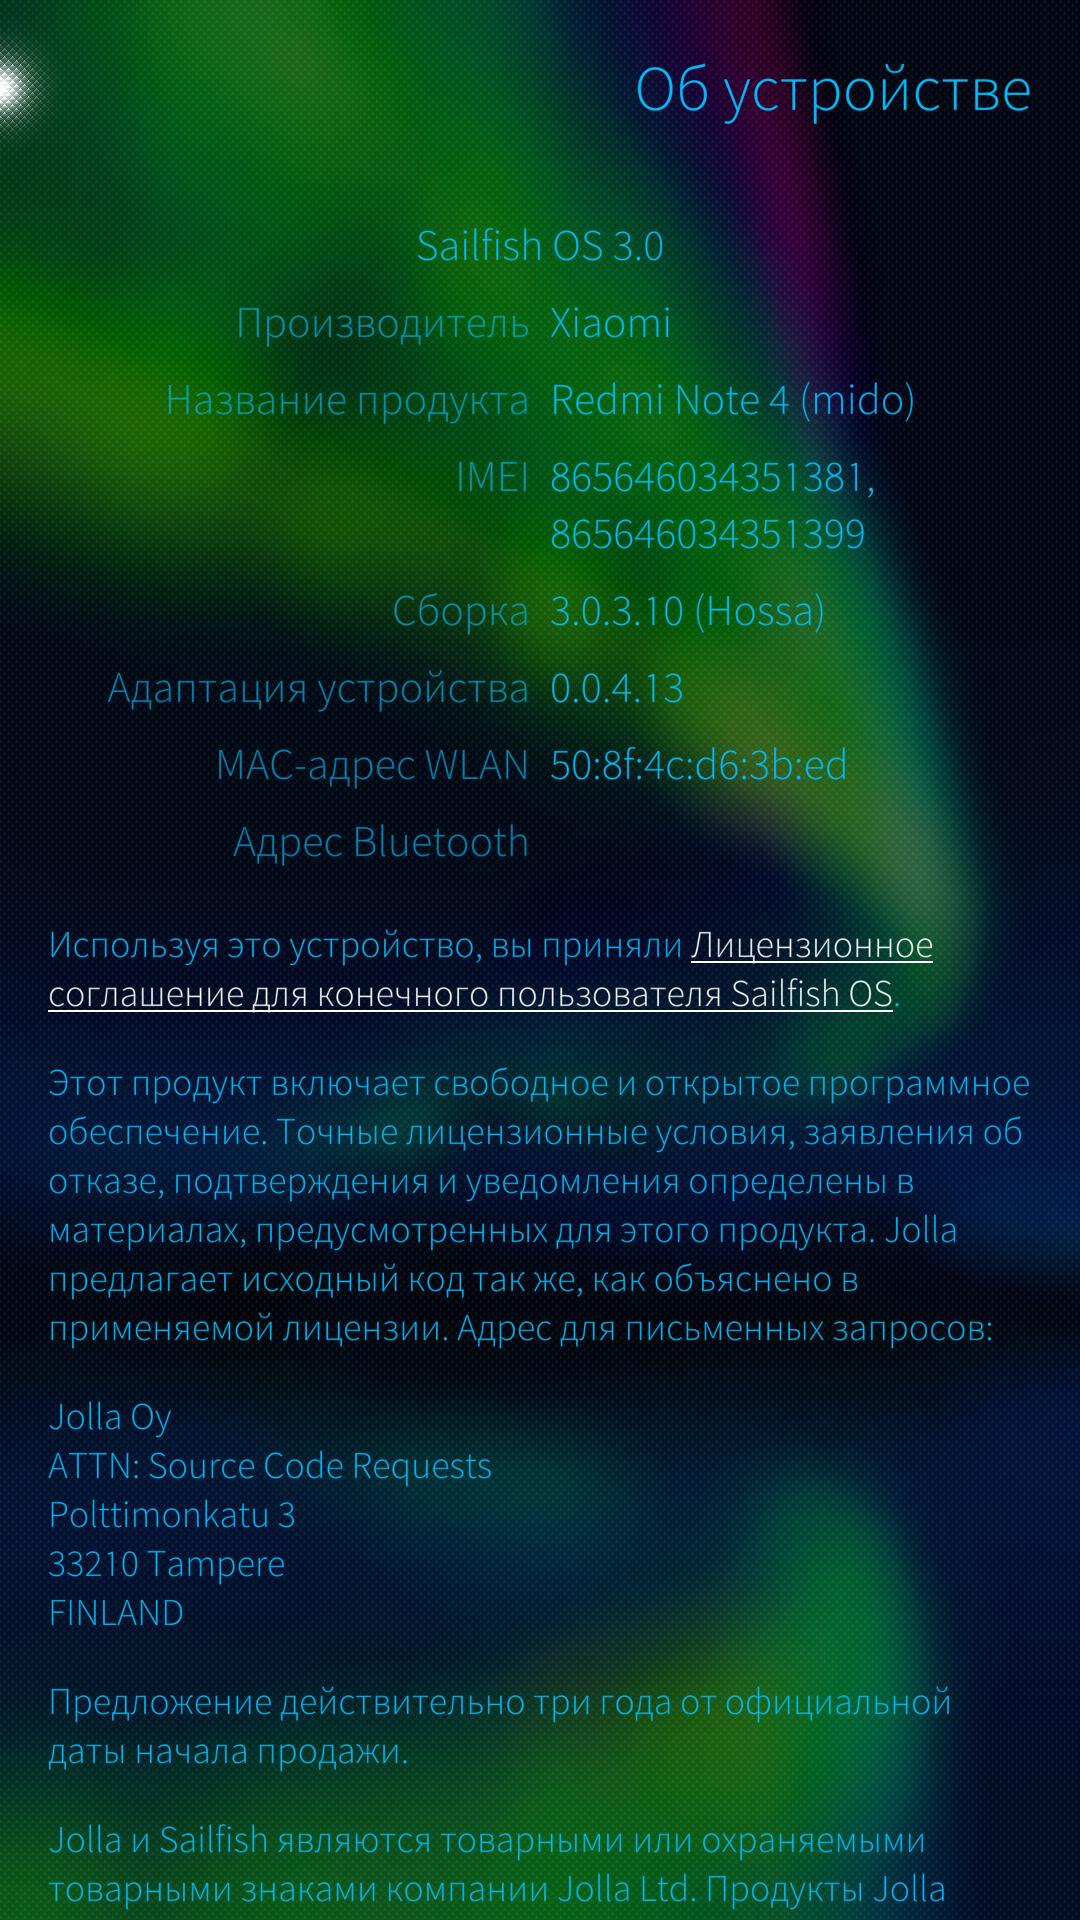 Об устройстве
Sailfish OS 3.0
Производитель Xiaomi
Название продукта Redmi Note 4 (mido)
IMEI 865646034351381,
865646034351399
Сборка 3.0.3.10 (Hossa)
Адаптация устройства 0.0.4.13
MAC-адрес WLAN 50:8f:4c:d6:3b:ed
Адрес Bluetooth
Используя это устройство, вы приняли Лицензионное
соглашение для конечного пользователя Sailfish OS.
Этот продукт включает свободное и открытое программное
обеспечение. Точные лицензионные условия, заявления об
отказе, подтверждения и уведомления определены в
материалах, предусмотренных для этого продукта. Jolla
предлагает исходный код так же, как объяснено в
применяемой лицензии. Адрес для письменных запросов:
Jolla Oy
ATTN: Source Code Requests
Polttimonkatu 3
33210 Tampere
FINLAND
Предложение действительно три года от официальной
даты начала продажи.
Jolla и Sailfish являются товарными или охраняемыми
товарными знаками компании Jolla Ltd. Продукты Jolla